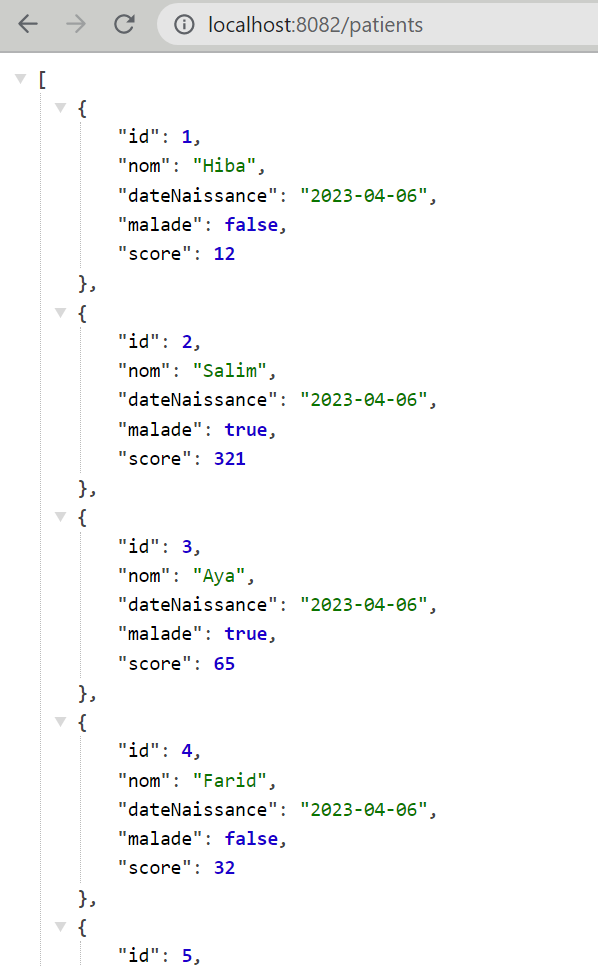 localhost:8082/patients
[
{
"id": 1,
"nom": "Hiba",
"dateNaissance": "2023-04-06",
"malade": false,
"score": 12
},
{
"id": 2,
"nom": "Salim",
"dateNaissance": "2023-04-06",
"malade": true,
"score": 321
},
{
"id": 3,
"nom": "Aya",
"dateNaissance": "2023-04-06",
"malade": true,
"score": 65
},
{
"id": 4,
"nom": "Farid",
"dateNaissance": "2023-04-06",
"malade": false,
"score": 32
},
{
"id": 5,